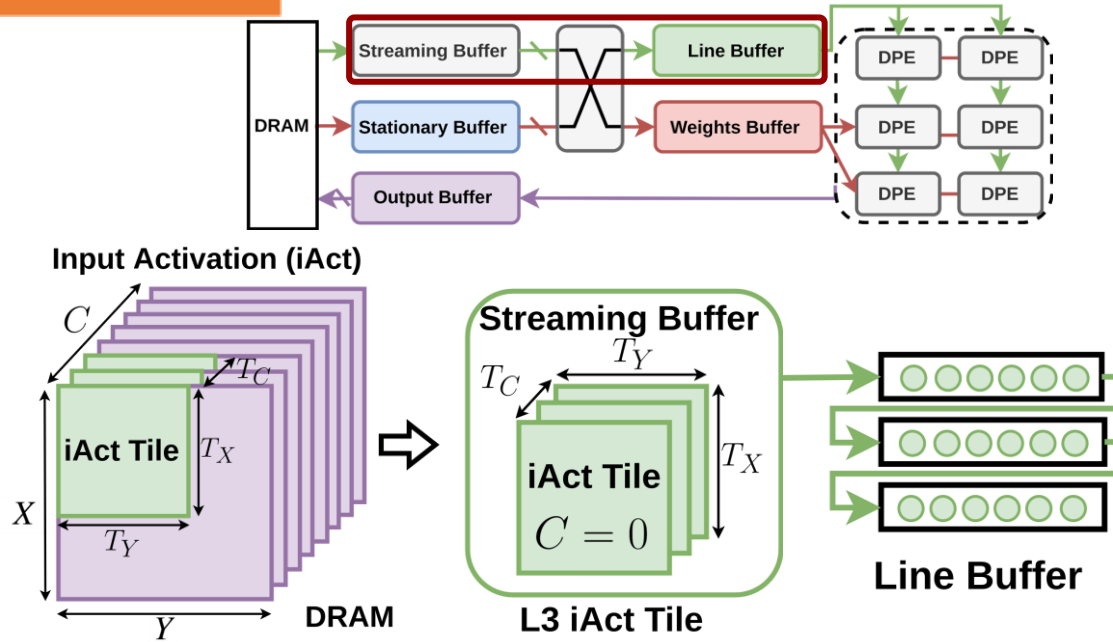 Streaming Buffer
Line Buffer
DPE
DPE
DRAM
Stationary Buffer
Weights Buffer
DPE
DPE
Output Buffer
DPE
DPE
Input Activation (iAct)
C
T_C
iAct Tile
T_X
X
T_Y
Y
DRAM
Streaming Buffer
T_Y
T_C
T_X
iAct Tile
C = 0
L3 iAct Tile
Line Buffer